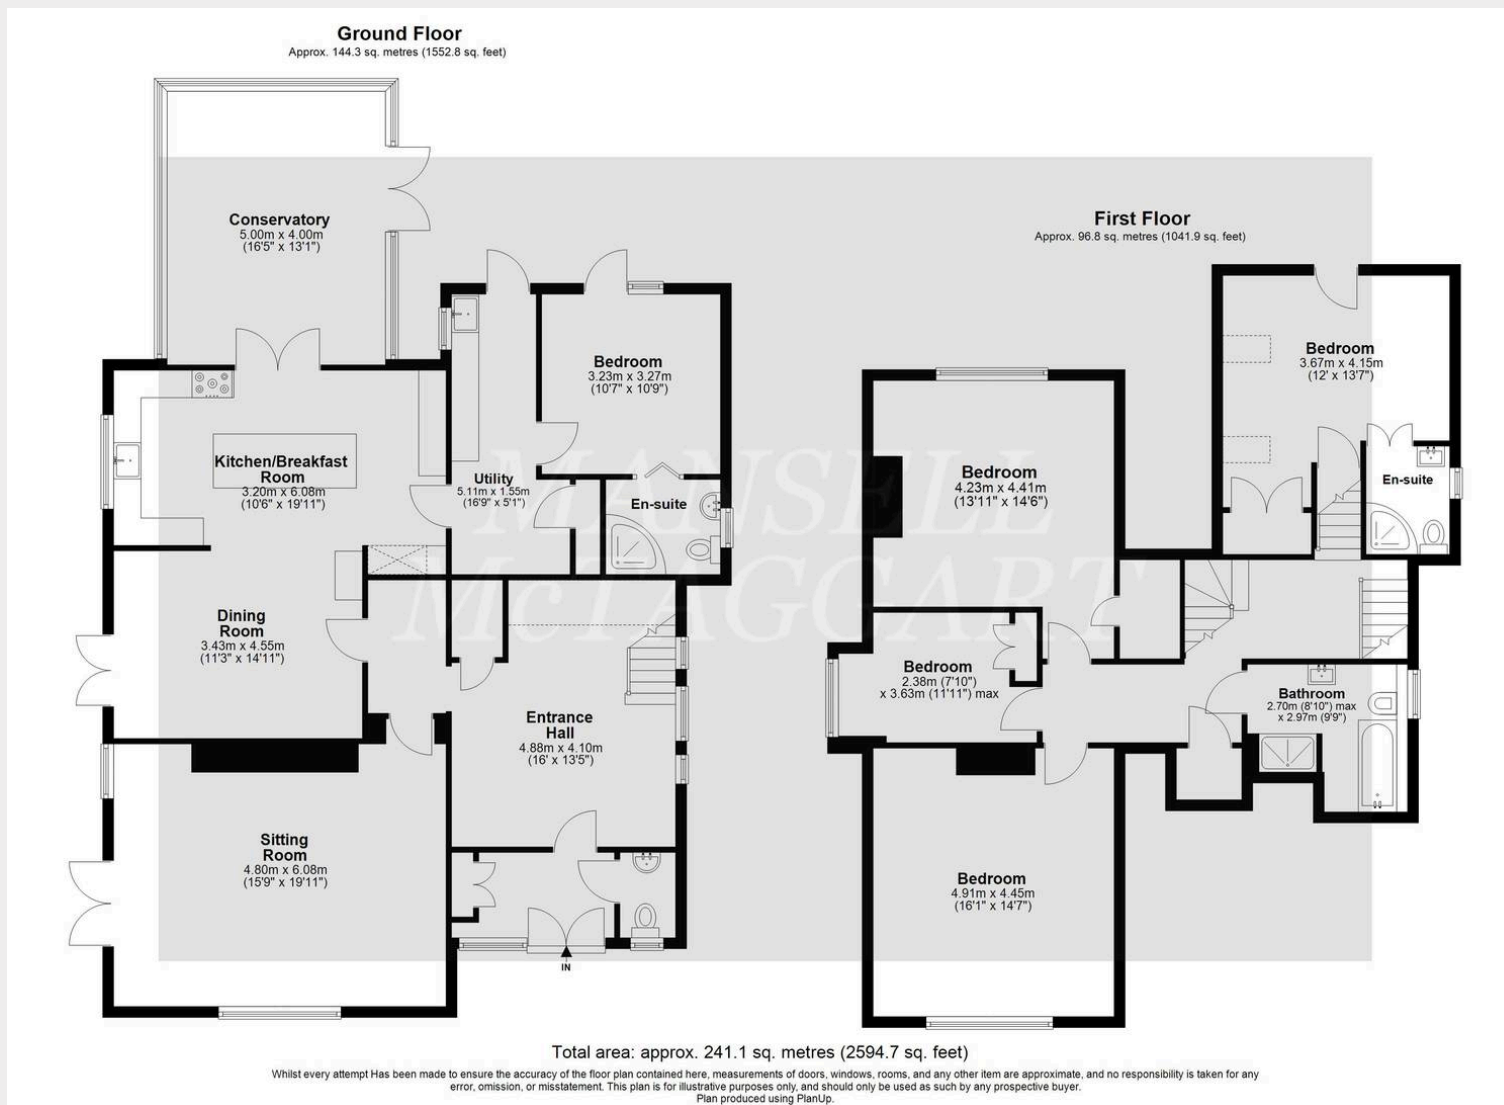 Ground Floor
Approx. 144.3 sq. metres (1552.8 sq. feet)
Conservatory
5.00m x 4.00m
(16'5" x 13'1")
Bedroom
3.23m x 3.27m
(10'7" x 10'9")
Kitchen/Breakfast
Room
3.20m x 6.08m
(10'6" x 19'11")
Utility
5.11m x 1.55m
(16'9" x 5'1")
En-suite
Dining
Room
3.43m x 4.55m
(11'3" x 14'11")
Entrance
Hall
4.88m x 4.10m
(16' x 13'5")
Sitting
Room
4.80m x 6.08m
(15'9" x 19'11")
IN
First Floor
Approx. 96.8 sq. metres (1041.9 sq. feet)
Bedroom
3.67m x 4.15m
(12' x 13'7")
En-suite
Bedroom
4.23m x 4.41m
(13'11" x 14'6")
Bedroom
2.38m (7'10")
x 3.63m (11'11") max
Bathroom
2.70m (8'10") max
x 2.97m (9'9")
Bedroom
4.91m x 4.45m
(16'1" x 14'7")
MANSELL
McTAGGART
Total area: approx. 241.1 sq. metres (2594.7 sq. feet)
Whilst every attempt Has been made to ensure the accuracy of the floor plan contained here, measurements of doors, windows, rooms, and any other item are approximate, and no responsibility is taken for any
error, omission, or misstatement. This plan is for illustrative purposes only, and should only be used as such by any prospective buyer.
Plan produced using PlanUp.